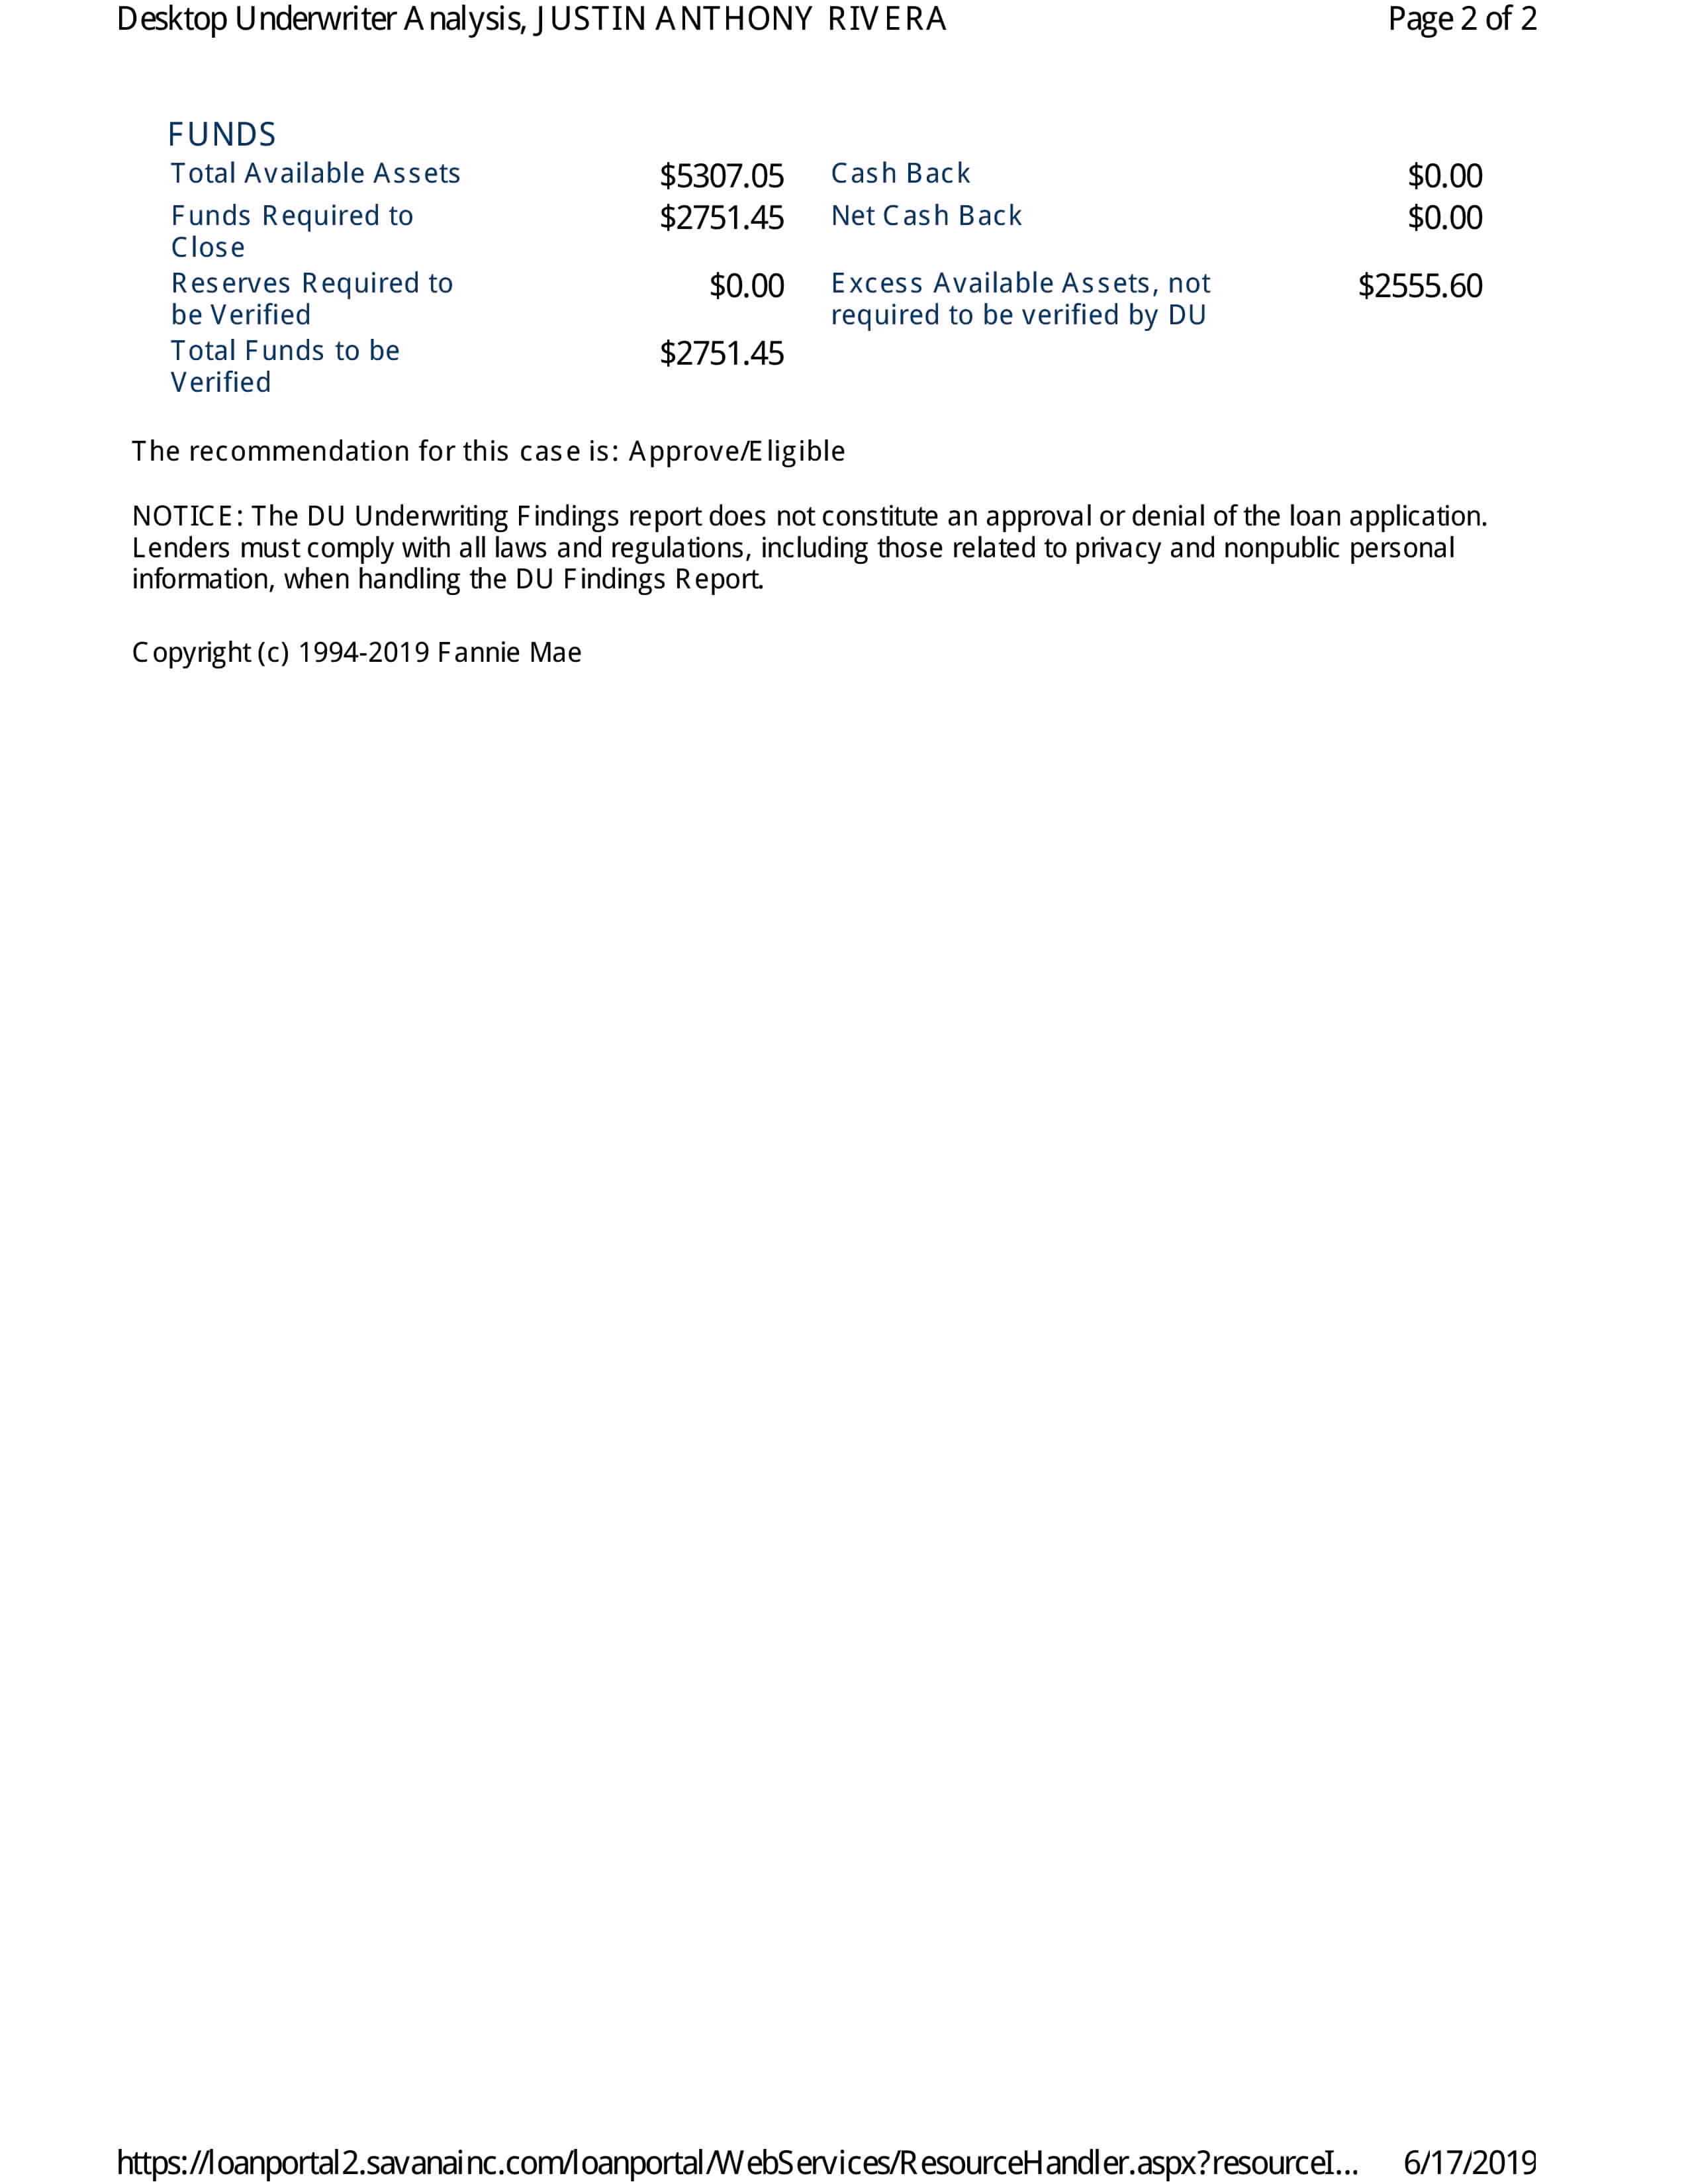 Desktop Underwriter Analysis, JUSTIN ANTHONY RIVERA Page 2 of 2
FUNDS
Total Available Assets $5307.05 Cash Back $0.00
Funds Required to Close $2751.45 Net Cash Back $0.00
Reserves Required to be Verified $0.00 Excess Available Assets, not required to be verified by DU $2555.60
Total Funds to be Verified $2751.45
The recommendation for this case is: Approve/Eligible
NOTICE: The DU Underwriting Findings report does not constitute an approval or denial of the loan application.
Lenders must comply with all laws and regulations, including those related to privacy and nonpublic personal
information, when handling the DU Findings Report.
Copyright (c) 1994-2019 Fannie Mae
https://loanportal2.savanainc.com/loanportal/WebServices/ResourceHandler.aspx?resourceI... 6/17/2019